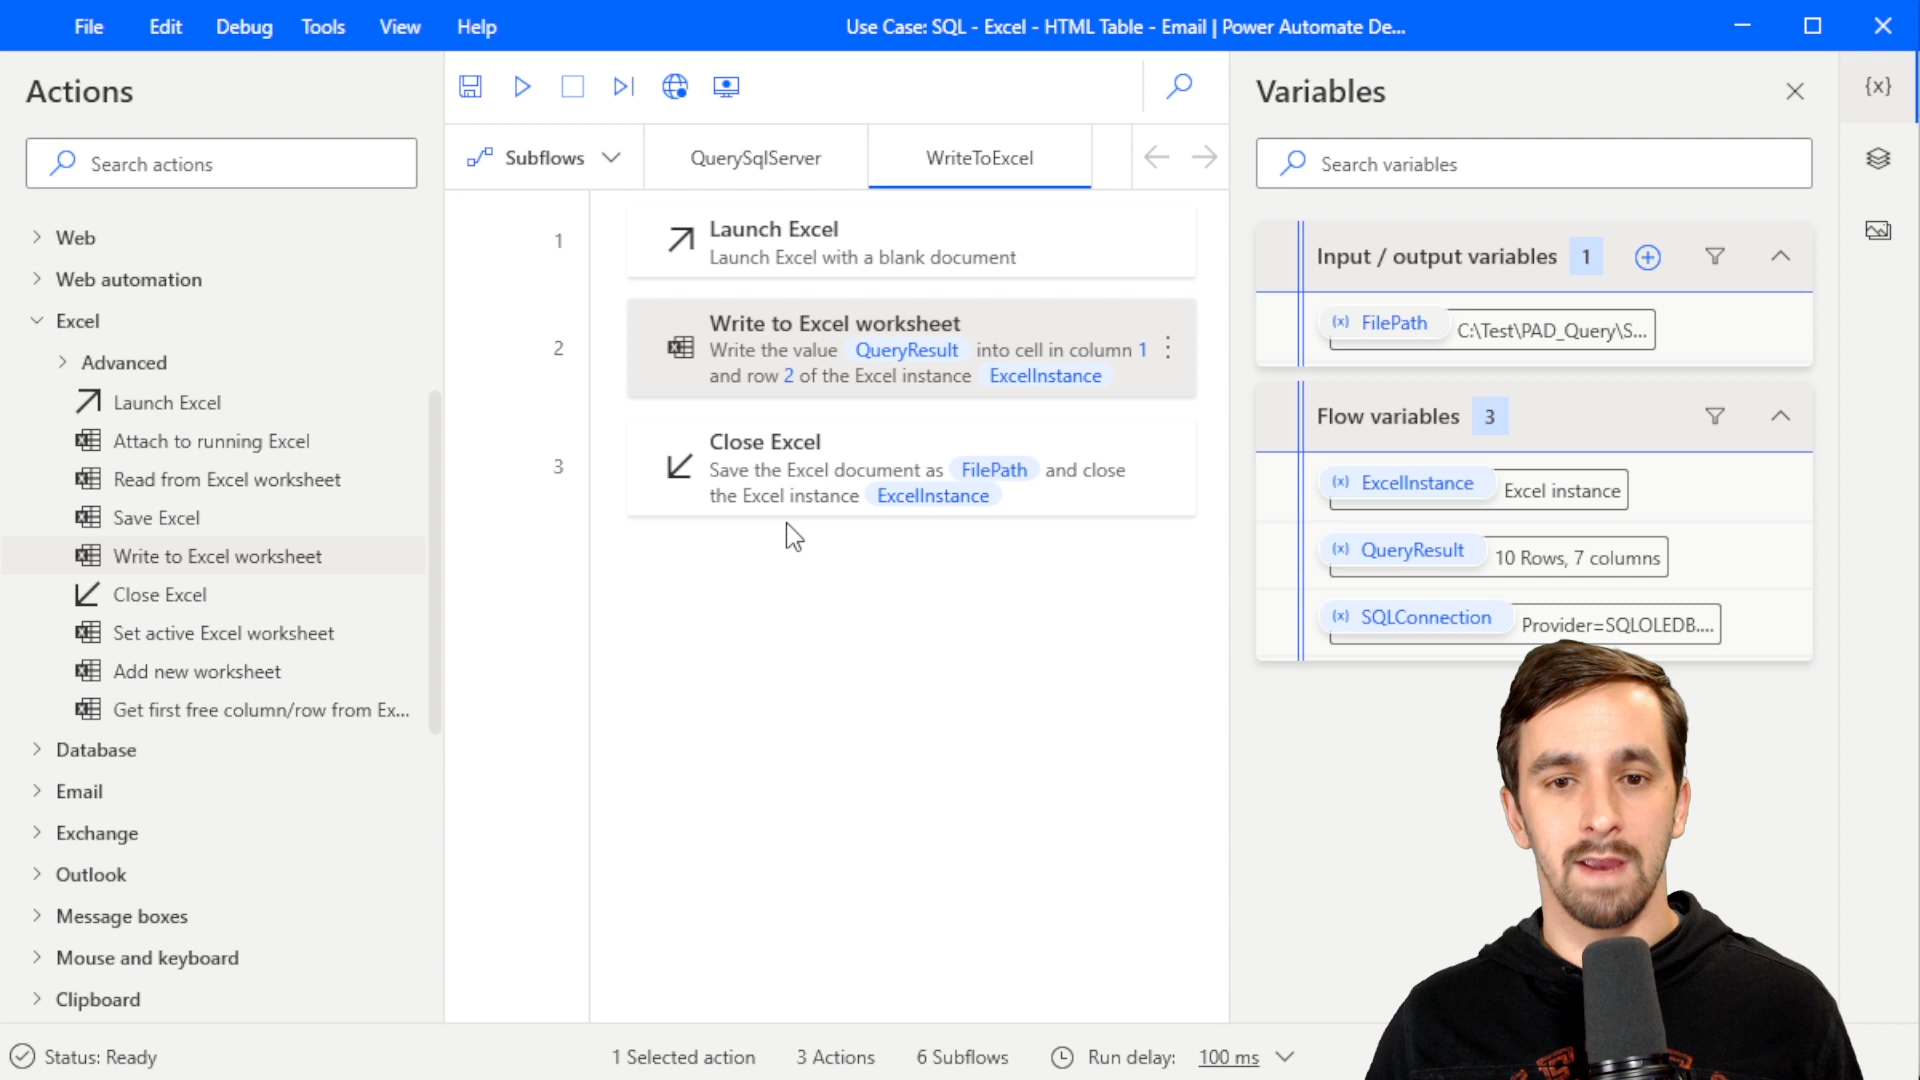 File Edit Debug Tools View Help
Use Case: SQL - Excel - HTML Table - Email | Power Automate De...
Actions
Search actions
Web
Web automation
Excel
Advanced
Launch Excel
Attach to running Excel
Read from Excel worksheet
Save Excel
Write to Excel worksheet
Close Excel
Set active Excel worksheet
Add new worksheet
Get first free column/row from Ex...
Database
Email
Exchange
Outlook
Message boxes
Mouse and keyboard
Clipboard
Subflows
QuerySqlServer
WriteToExcel
1
Launch Excel
Launch Excel with a blank document
2
Write to Excel worksheet
Write the value QueryResult into cell in column 1
and row 2 of the Excel instance ExcelInstance
3
Close Excel
Save the Excel document as FilePath and close
the Excel instance ExcelInstance
Variables
{x}
Search variables
Input / output variables 1
(x) FilePath C:\Test\PAD_Query\S...
Flow variables 3
(x) ExcelInstance Excel instance
(x) QueryResult 10 Rows, 7 columns
(x) SQLConnection Provider=SQLOLEDB....
Status: Ready
1 Selected action
3 Actions
6 Subflows
Run delay: 100 ms